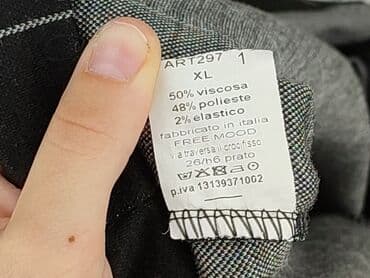 ART297 1
XL
50% viscosa
48% polieste
2% elastico
fabbricato in italia
FREE MOOD
via traversa il crocifisso
26/h6 prato
p.iva 13139371002